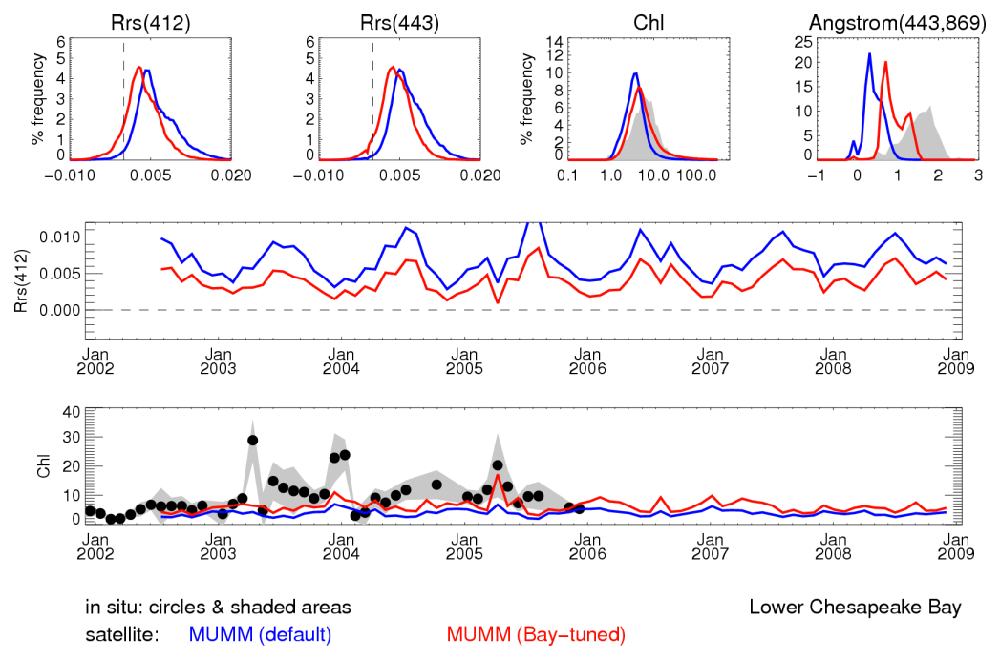 Rrs(412)
Rrs(443)
Chl
Angstrom(443,869)
% frequency
6
5
4
3
2
1
0
−0.010
0.005
0.020
% frequency
6
5
4
3
2
1
0
−0.010
0.005
0.020
% frequency
14
12
10
8
6
4
2
0
0.1
1.0
10.0
100.0
25
20
15
10
5
0
−1
0
1
2
3
Rrs(412)
0.010
0.005
0.000
Jan
2002
Jan
2003
Jan
2004
Jan
2005
Jan
2006
Jan
2007
Jan
2008
Jan
2009
Chl
40
30
20
10
0
Jan
2002
Jan
2003
Jan
2004
Jan
2005
Jan
2006
Jan
2007
Jan
2008
Jan
2009
in situ: circles & shaded areas
Lower Chesapeake Bay
satellite: MUMM (default) MUMM (Bay−tuned)